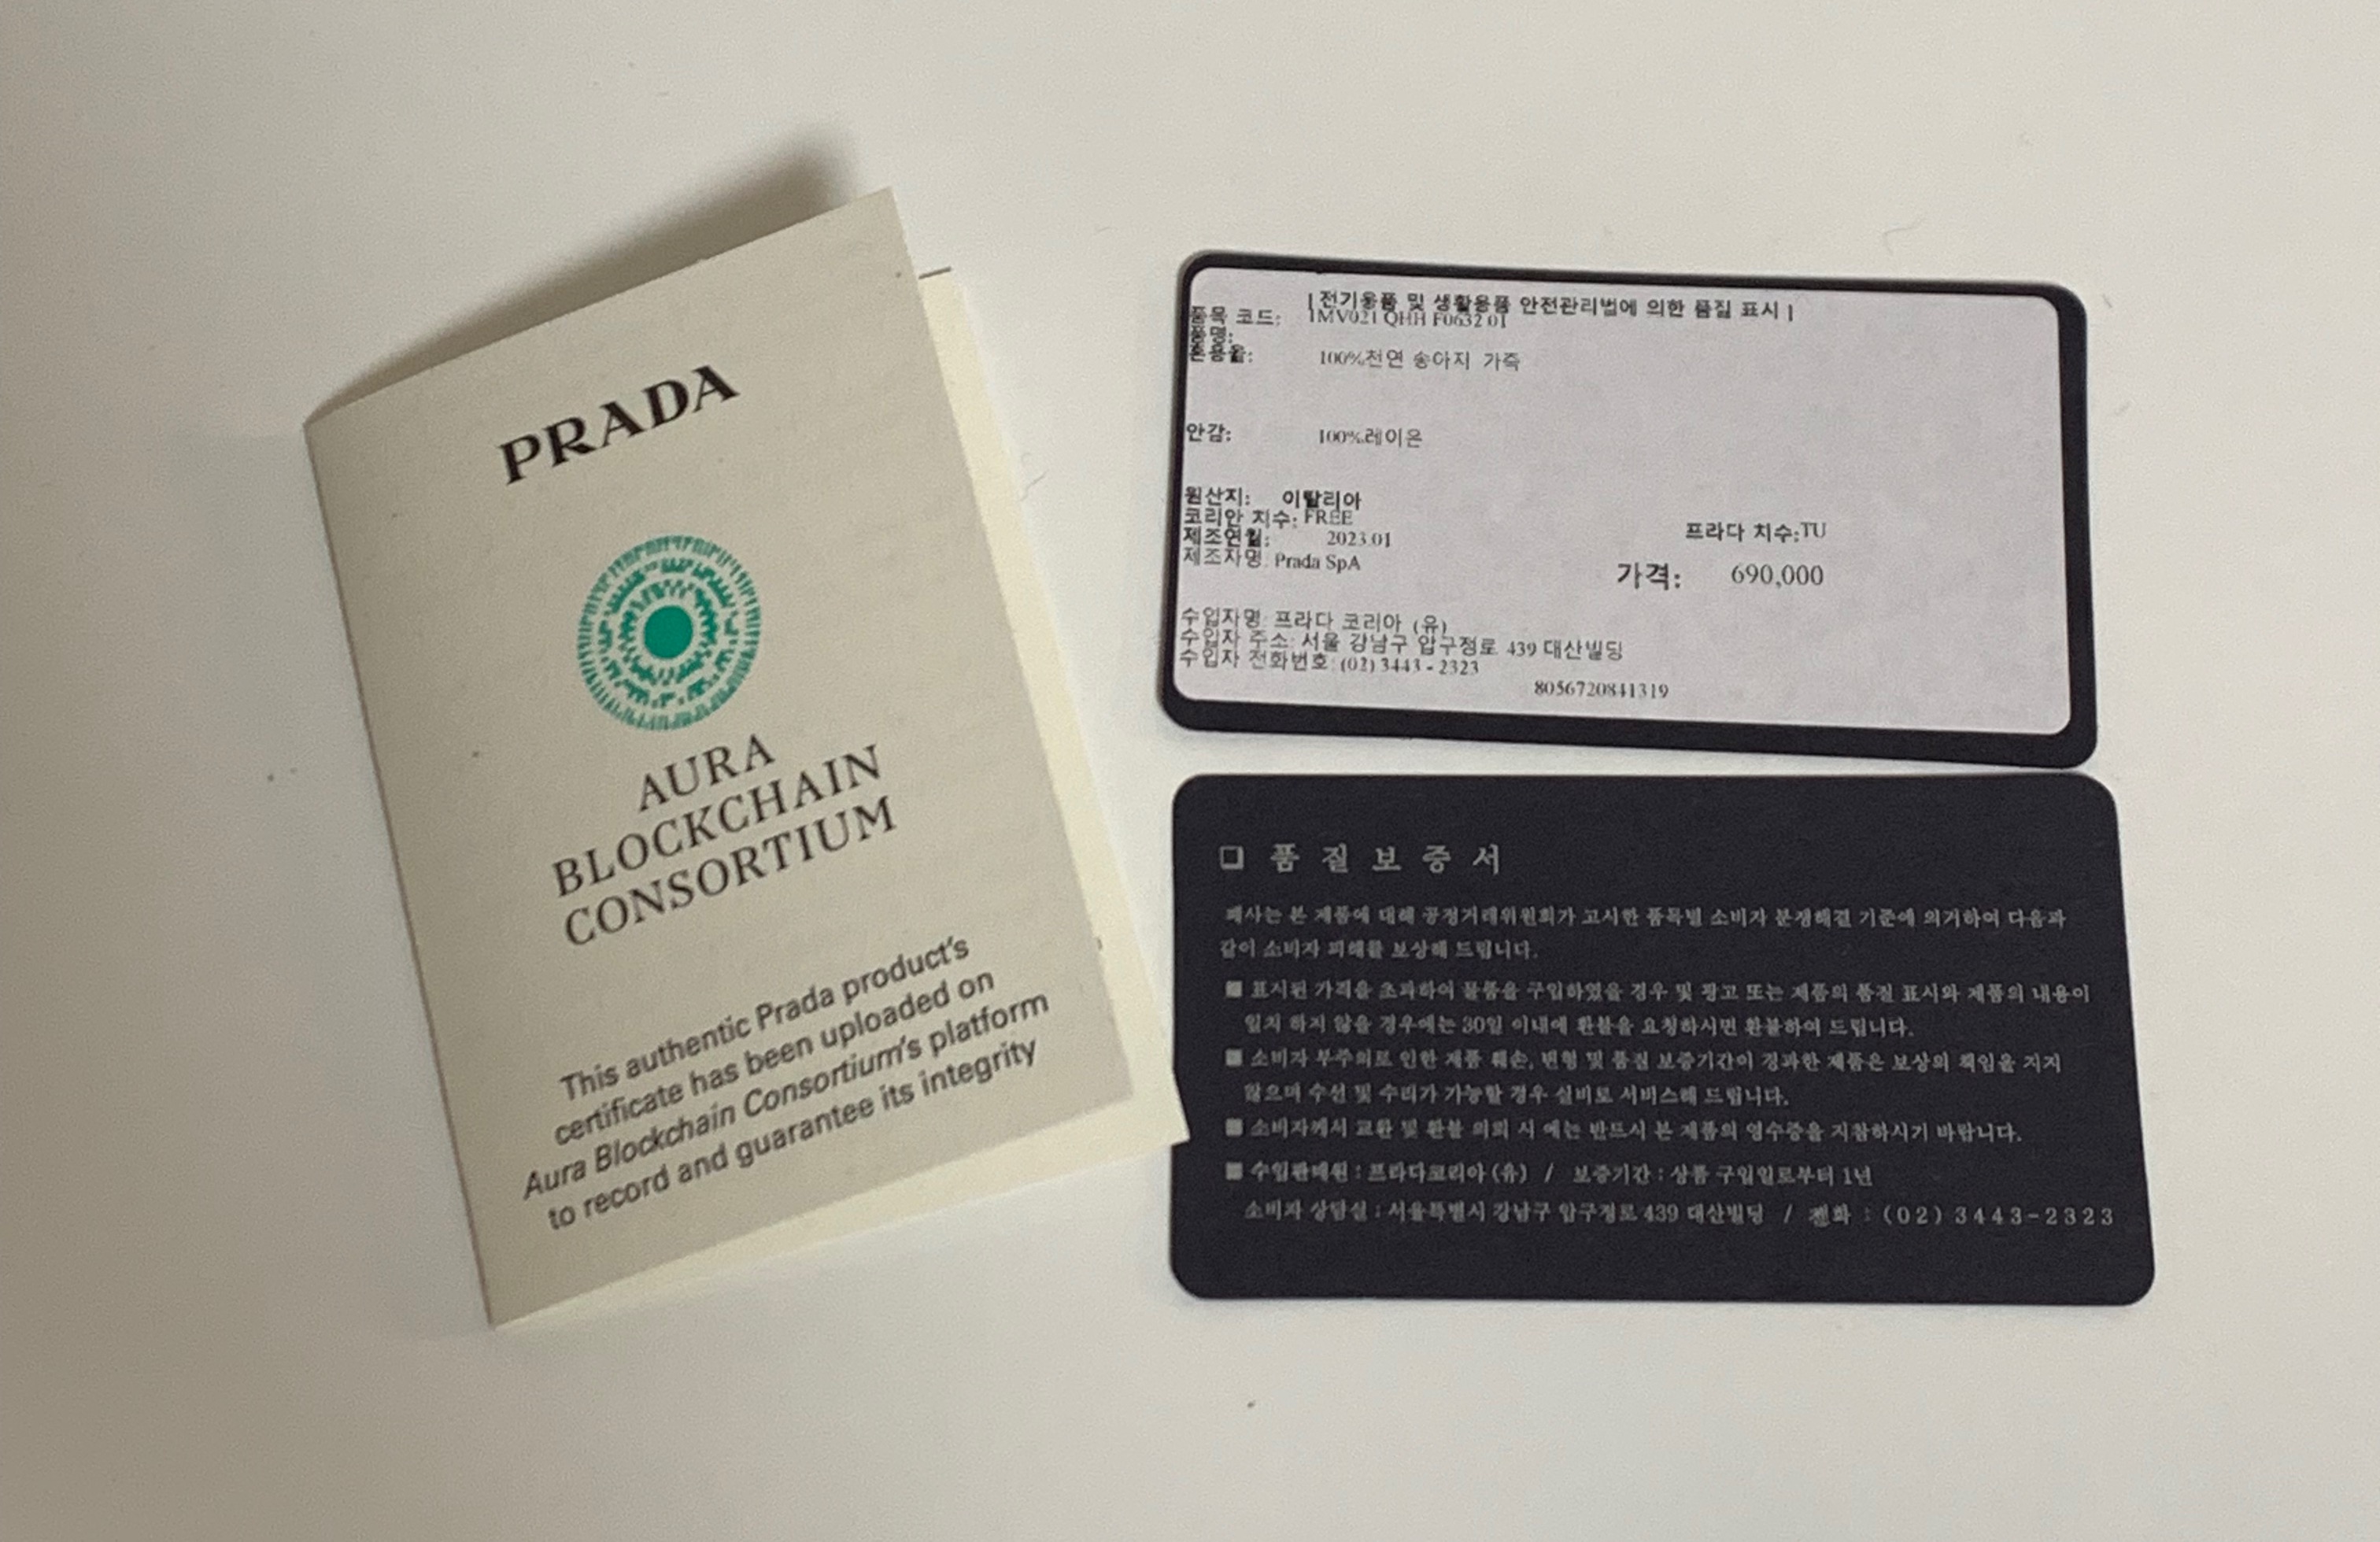 PRADA
AURA
BLOCKCHAIN
CONSORTIUM
This authentic Prada product's
certificate has been uploaded on
Aura Blockchain Consortium's platform
to record and guarantee its integrity
[ 전기용품 및 생활용품 안전관리법에 의한 품질 표시 ]
품목 코드: 1MV021 QHH F0632 01
품명:
혼용율: 100%천연 송아지 가죽
안감: 100%레이온
원산지: 이탈리아
코리안 치수: FREE 프라다 치수:TU
제조연월: 2023.01
제조자명: Prada SpA 가격: 690,000
수입자명: 프라다 코리아 (유)
수입자 주소: 서울 강남구 압구정로 439 대산빌딩
수입자 전화번호: (02) 3443 - 2323
8056720841319
❏ 품질보증서
폐사는 본 제품에 대해 공정거래위원회가 고시한 품목별 소비자 분쟁해결 기준에 의거하여 다음과
같이 소비자 피해를 보상해 드립니다.
■ 표시된 가격을 초과하여 물품을 구입하였을 경우 및 광고 또는 제품의 품질 표시와 제품의 내용이
일치 하지 않을 경우에는 30일 이내에 환불을 요청하시면 환불하여 드립니다.
■ 소비자 부주의로 인한 제품 훼손, 변형 및 품질 보증기간이 경과한 제품은 보상의 책임을 지지
않으며 수선 및 수리가 가능할 경우 실비로 서비스해 드립니다.
■ 소비자께서 교환 및 환불 의뢰 시 에는 반드시 본 제품의 영수증을 지참하시기 바랍니다.
■ 수입판매원 : 프라다코리아 (유) / 보증기간 : 상품 구입일로부터 1년
소비자 상담실 : 서울특별시 강남구 압구정로 439 대산빌딩 / 전화 : (02) 3443-2323